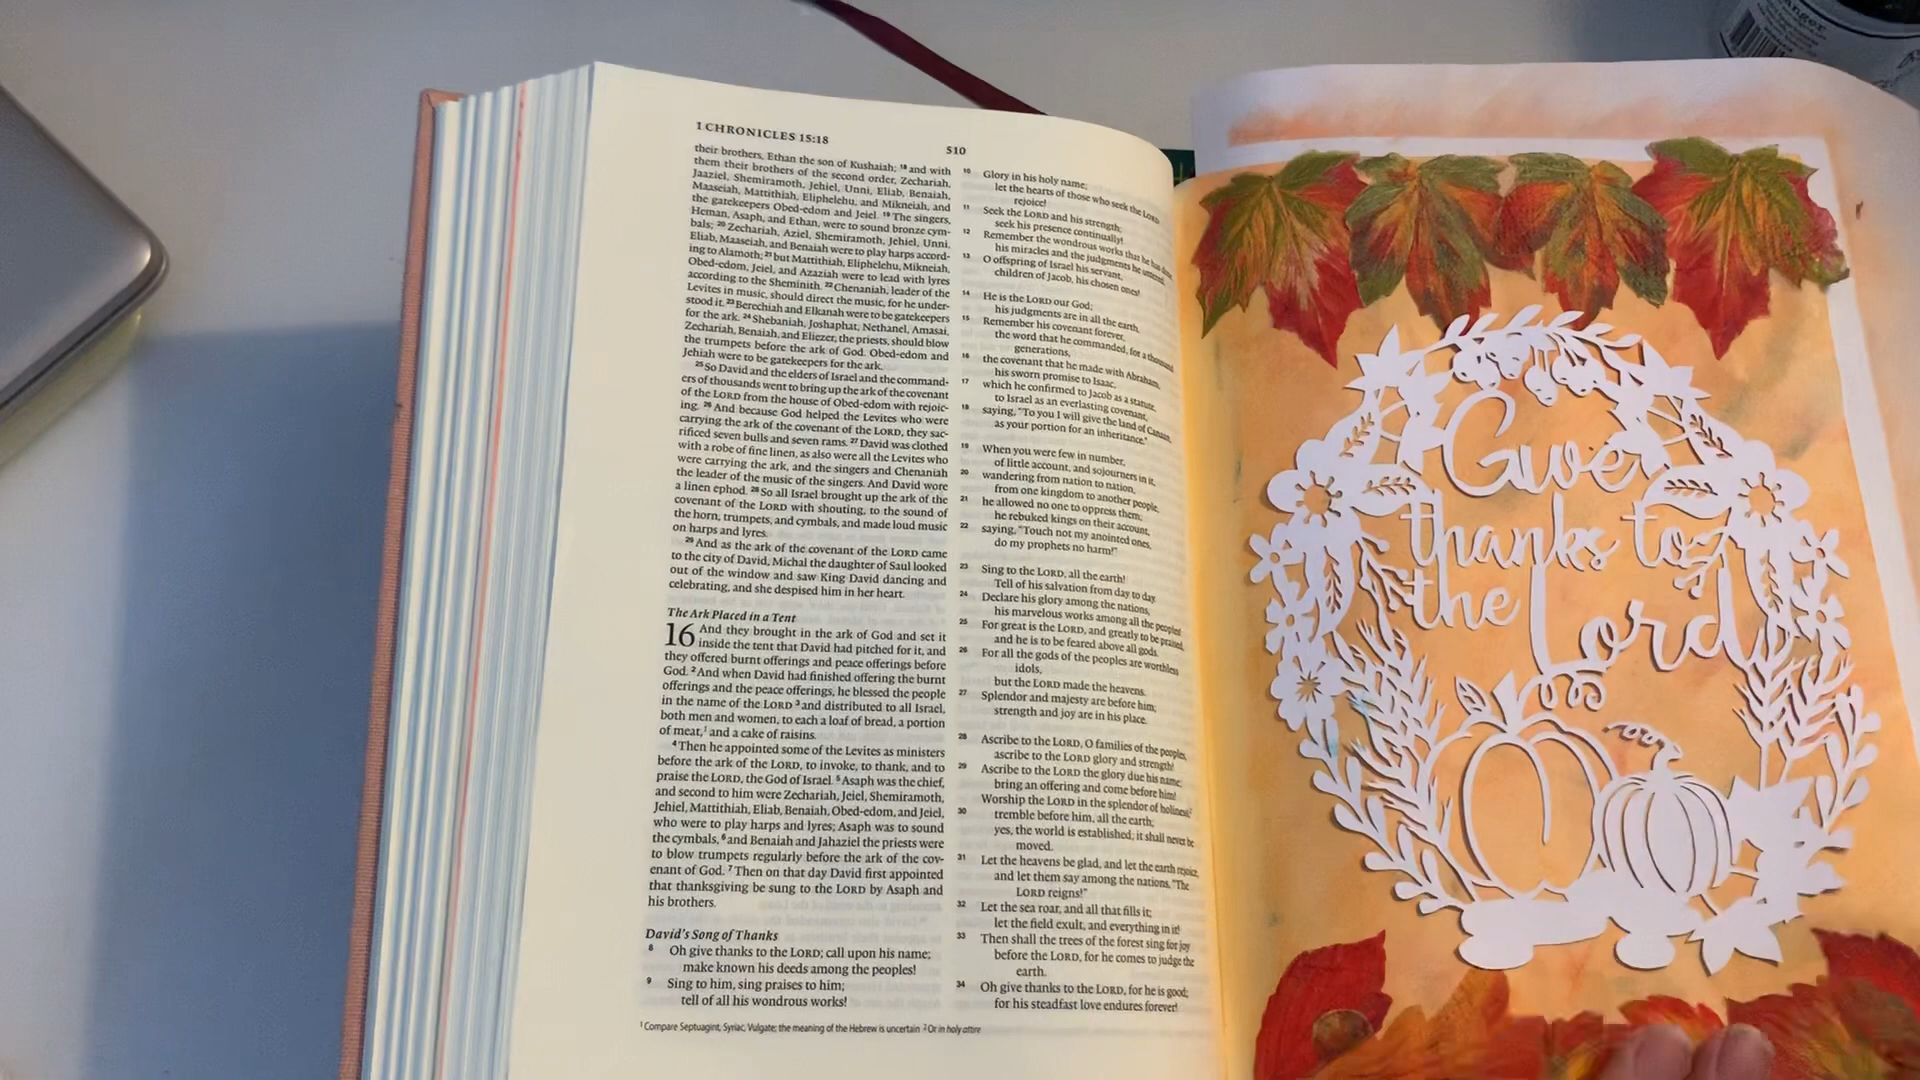 1 CHRONICLES 15:18
510
their brothers, Ethan the son of Kushaiah; 18 and with
them their brothers of the second order, Zechariah,
Jaaziel, Shemiramoth, Jehiel, Unni, Eliab, Benaiah,
Maaseiah, Mattithiah, Eliphelehu, and Mikneiah, and
the gatekeepers Obed-edom and Jeiel. 19 The singers,
Heman, Asaph, and Ethan, were to sound bronze cym-
bals; 20 Zechariah, Aziel, Shemiramoth, Jehiel, Unni,
Eliab, Maaseiah, and Benaiah were to play harps accord-
ing to Alamoth; 21 but Mattithiah, Eliphelehu, Mikneiah,
Obed-edom, Jeiel, and Azaziah were to lead with lyres
according to the Sheminith. 22 Chenaniah, leader of the
Levites in music, should direct the music, for he under-
stood it. 23 Berechiah and Elkanah were to be gatekeepers
for the ark. 24 Shebaniah, Joshaphat, Nethanel, Amasai,
Zechariah, Benaiah, and Eliezer, the priests, should blow
the trumpets before the ark of God. Obed-edom and
Jehiah were to be gatekeepers for the ark.
25 So David and the elders of Israel and the command-
ers of thousands went to bring up the ark of the covenant
of the LORD from the house of Obed-edom with rejoic-
ing. 26 And because God helped the Levites who were
carrying the ark of the covenant of the LORD, they sac-
rificed seven bulls and seven rams. 27 David was clothed
with a robe of fine linen, as also were all the Levites who
were carrying the ark, and the singers and Chenaniah
the leader of the music of the singers. And David wore
a linen ephod. 28 So all Israel brought up the ark of the
covenant of the LORD with shouting, to the sound of
the horn, trumpets, and cymbals, and made loud music
on harps and lyres.
29 And as the ark of the covenant of the LORD came
to the city of David, Michal the daughter of Saul looked
out of the window and saw King David dancing and
celebrating, and she despised him in her heart.
The Ark Placed in a Tent
16 And they brought in the ark of God and set it
inside the tent that David had pitched for it, and
they offered burnt offerings and peace offerings before
God. 2 And when David had finished offering the burnt
offerings and the peace offerings, he blessed the people
in the name of the LORD 3 and distributed to all Israel,
both men and women, to each a loaf of bread, a portion
of meat,1 and a cake of raisins.
4 Then he appointed some of the Levites as ministers
before the ark of the LORD, to invoke, to thank, and to
praise the LORD, the God of Israel. 5 Asaph was the chief,
and second to him were Zechariah, Jeiel, Shemiramoth,
Jehiel, Mattithiah, Eliab, Benaiah, Obed-edom, and Jeiel,
who were to play harps and lyres; Asaph was to sound
the cymbals, 6 and Benaiah and Jahaziel the priests were
to blow trumpets regularly before the ark of the cov-
enant of God. 7 Then on that day David first appointed
that thanksgiving be sung to the LORD by Asaph and
his brothers.
David's Song of Thanks
8 Oh give thanks to the LORD; call upon his name;
make known his deeds among the peoples!
9 Sing to him, sing praises to him;
tell of all his wondrous works!
10 Glory in his holy name;
let the hearts of those who seek the LORD
rejoice!
11 Seek the LORD and his strength;
seek his presence continually!
12 Remember the wondrous works that he has done,
his miracles and the judgments he uttered,
13 O offspring of Israel his servant,
children of Jacob, his chosen ones!
14 He is the LORD our God;
his judgments are in all the earth.
15 Remember his covenant forever,
the word that he commanded, for a thousand
generations,
16 the covenant that he made with Abraham,
his sworn promise to Isaac,
17 which he confirmed to Jacob as a statute,
to Israel as an everlasting covenant,
18 saying, "To you I will give the land of Canaan,
as your portion for an inheritance."
19 When you were few in number,
of little account, and sojourners in it,
20 wandering from nation to nation,
from one kingdom to another people,
21 he allowed no one to oppress them;
he rebuked kings on their account,
22 saying, "Touch not my anointed ones,
do my prophets no harm!"
23 Sing to the LORD, all the earth!
Tell of his salvation from day to day.
24 Declare his glory among the nations,
his marvelous works among all the peoples!
25 For great is the LORD, and greatly to be praised,
and he is to be feared above all gods.
26 For all the gods of the peoples are worthless
idols,
but the LORD made the heavens.
27 Splendor and majesty are before him;
strength and joy are in his place.
28 Ascribe to the LORD, O families of the peoples,
ascribe to the LORD glory and strength!
29 Ascribe to the LORD the glory due his name;
bring an offering and come before him!
Worship the LORD in the splendor of holiness;2
30 tremble before him, all the earth;
yes, the world is established; it shall never be
moved.
31 Let the heavens be glad, and let the earth rejoice,
and let them say among the nations, "The
LORD reigns!"
32 Let the sea roar, and all that fills it;
let the field exult, and everything in it!
33 Then shall the trees of the forest sing for joy
before the LORD, for he comes to judge the
earth.
34 Oh give thanks to the LORD, for he is good;
for his steadfast love endures forever!
1 Compare Septuagint, Syriac, Vulgate; the meaning of the Hebrew is uncertain 2 Or in holy attire
Give
thanks to
the
Lord